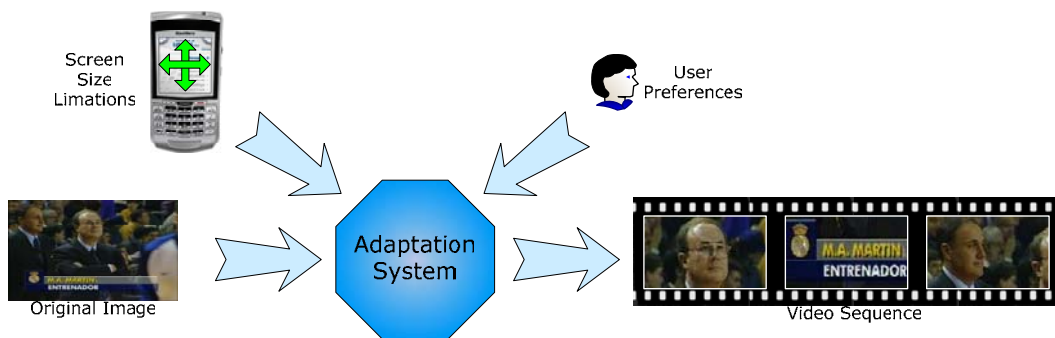 Screen
Size
Limations
User
Preferences
Adaptation
System
M.A. MARTIN
ENTRENADOR
Original Image
M.A. MARTIN
ENTRENADOR
Video Sequence